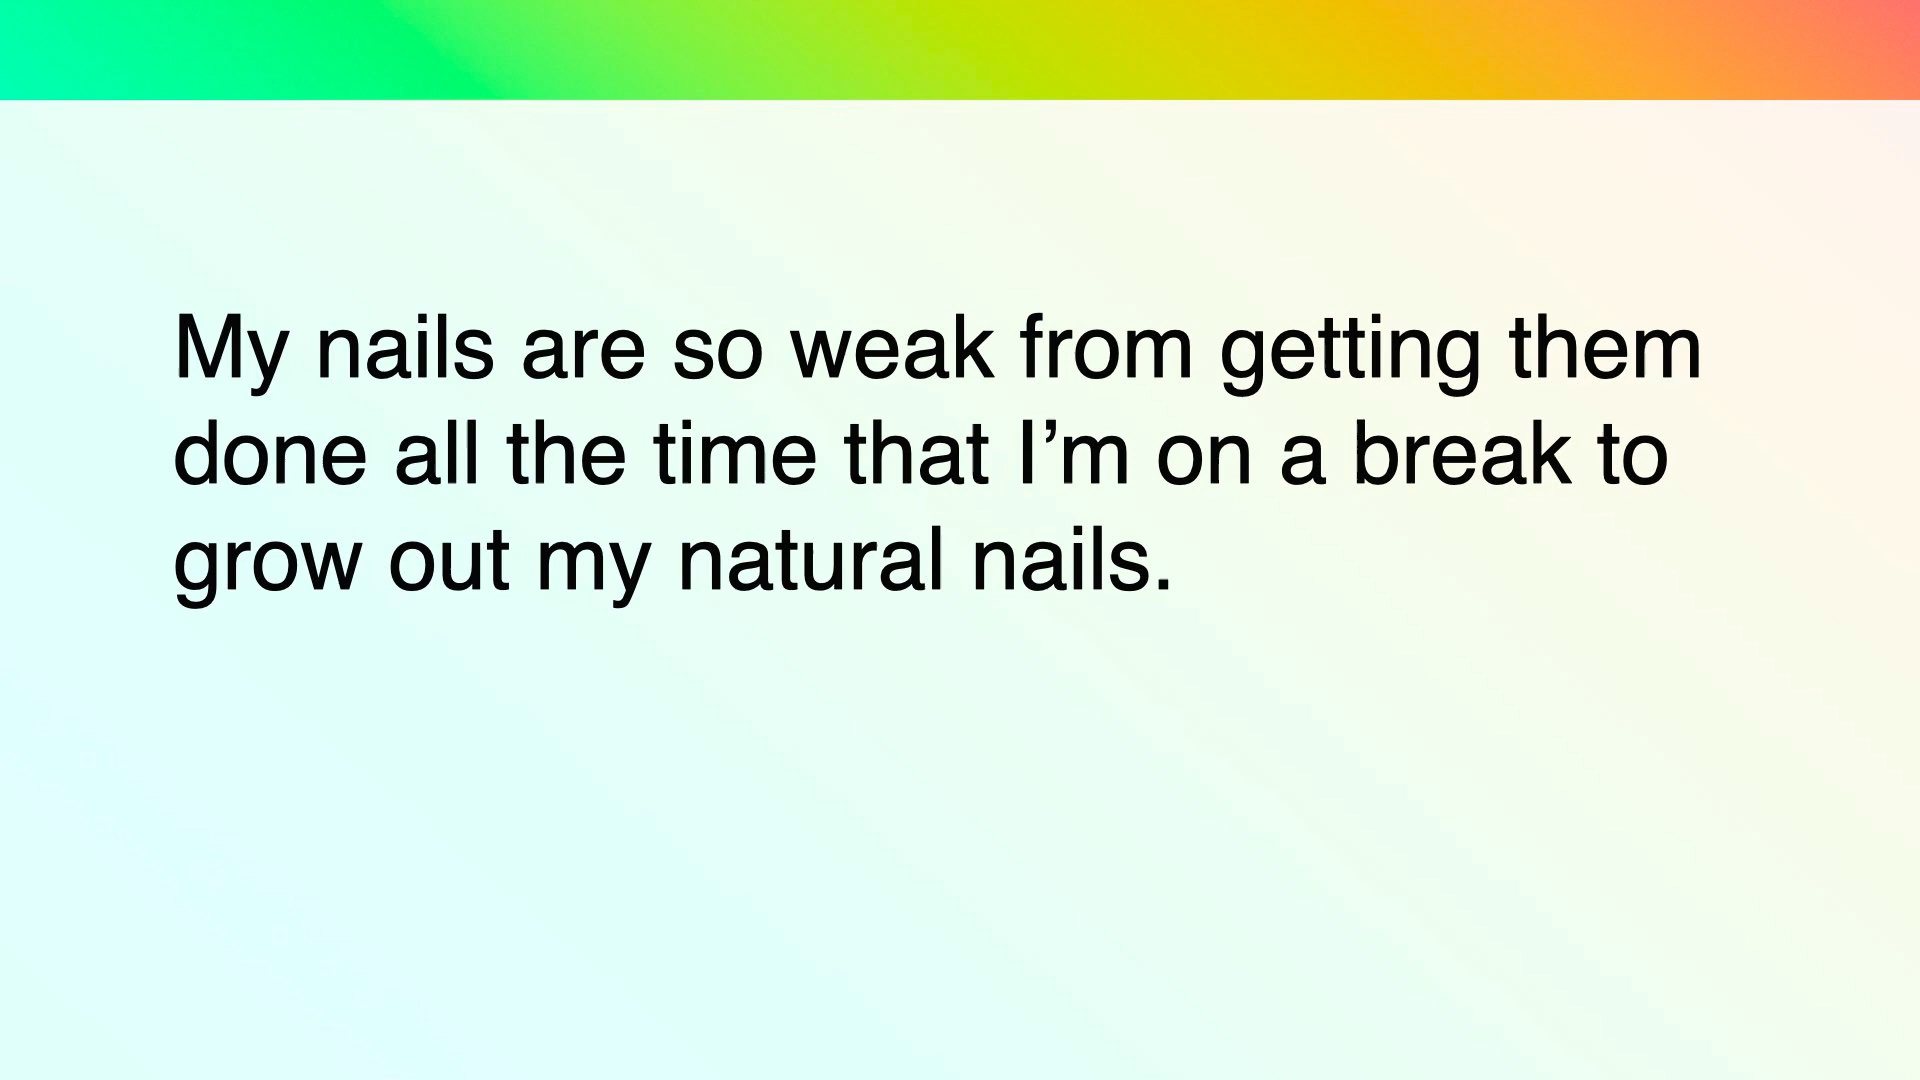 My nails are so weak from getting them
done all the time that I’m on a break to
grow out my natural nails.